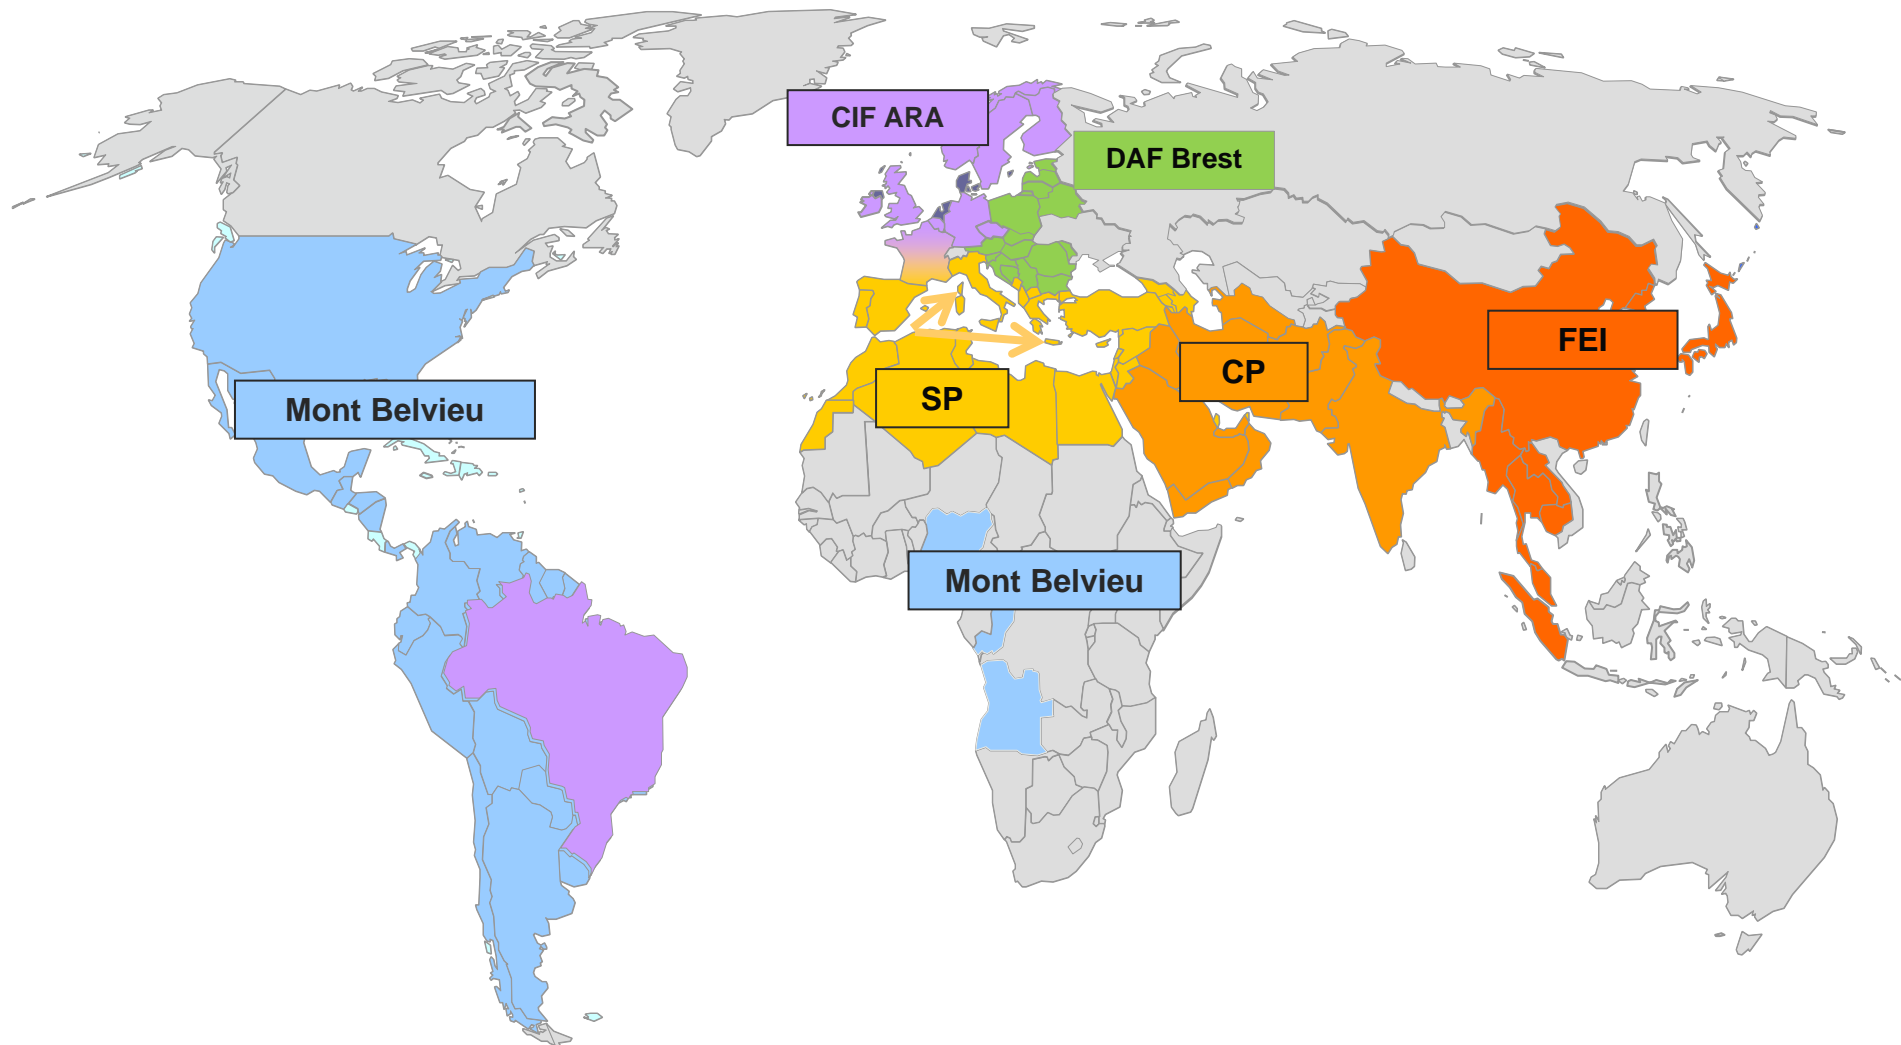 CIF ARA
DAF Brest
FEI
CP
SP
Mont Belvieu
Mont Belvieu